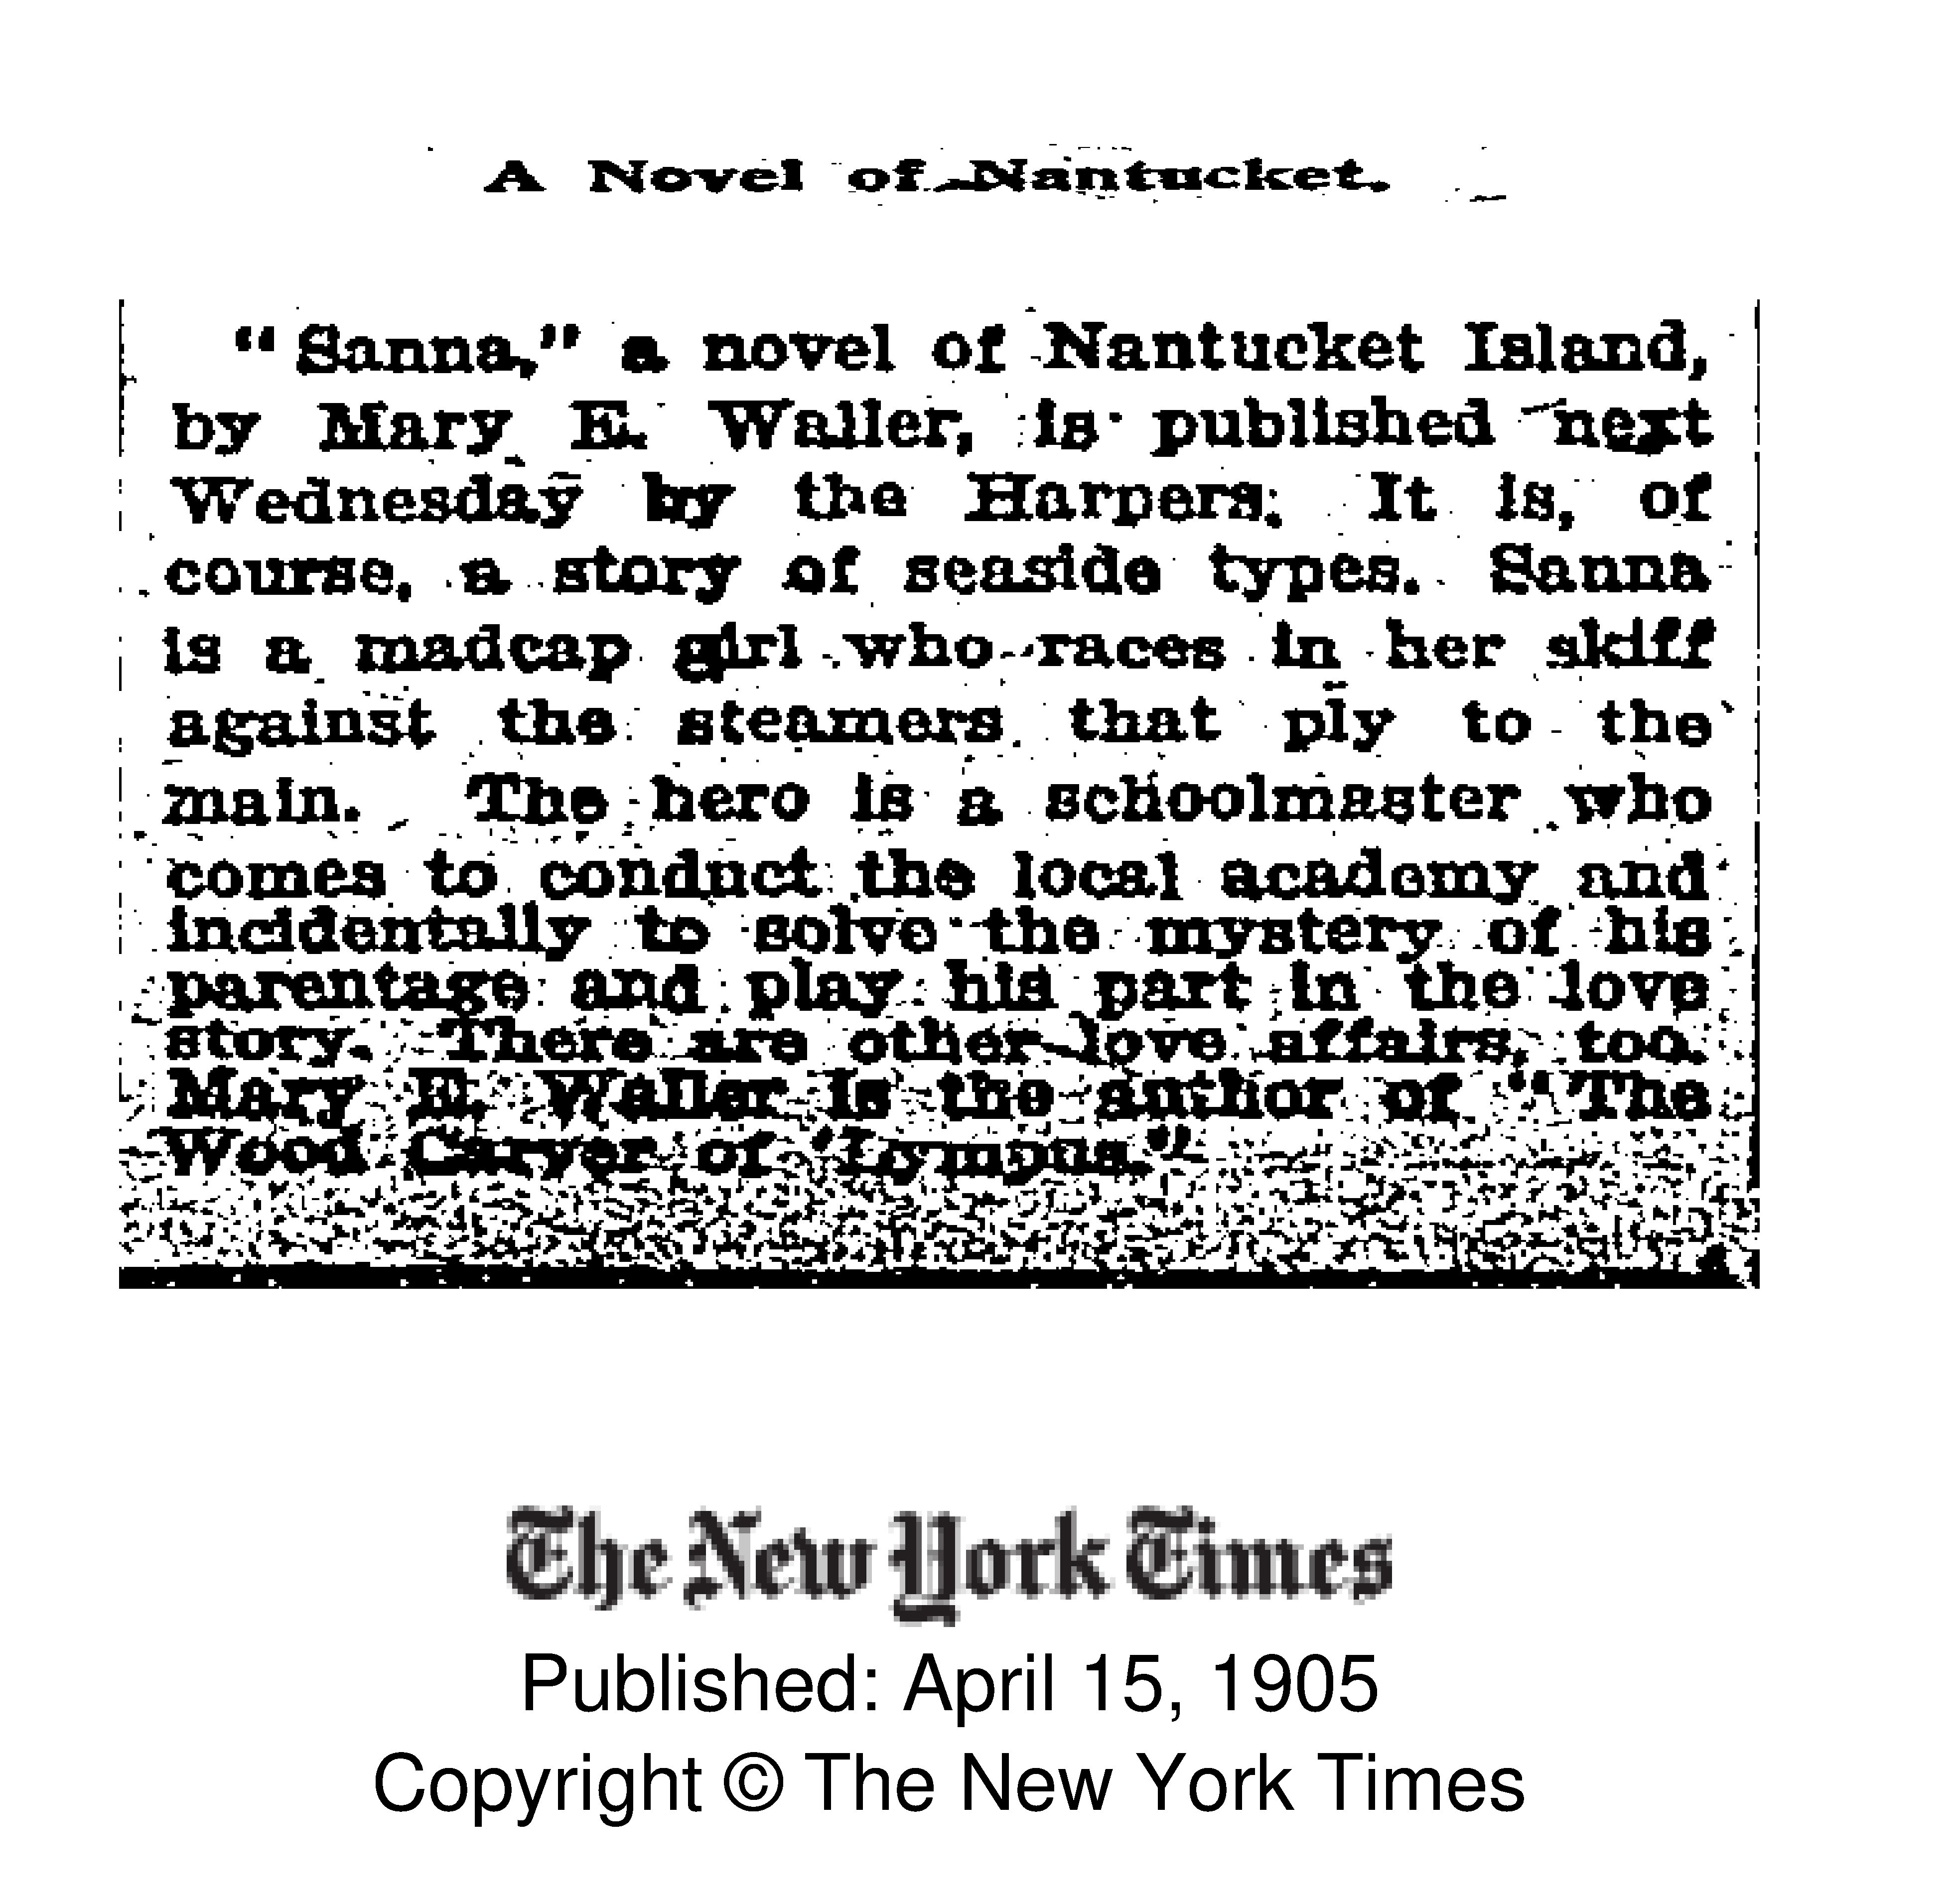 A Novel of Nantucket.
"Sanna," a novel of Nantucket Island,
by Mary E. Waller, is published next
Wednesday by the Harpers. It is, of
course, a story of seaside types. Sanna
is a madcap girl who races in her skiff
against the steamers that ply to the
main. The hero is a schoolmaster who
comes to conduct the local academy and
incidentally to solve the mystery of his
parentage and play his part in the love
story. There are other love affairs, too.
Mary E. Waller is the author of "The
Wood Carver of 'Lympus."
The New York Times
Published: April 15, 1905
Copyright © The New York Times